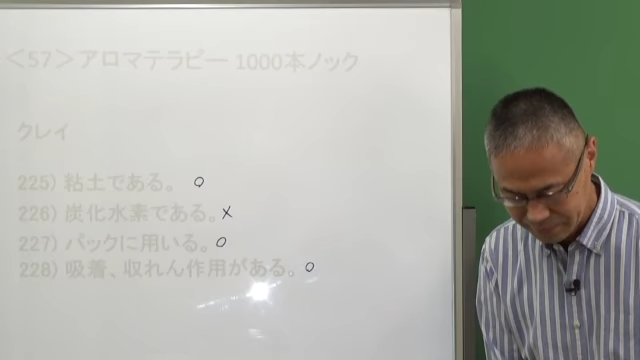 <57>アロマテラピー 1000本ノック
クレイ
225) 粘土である。 ○
226) 炭化水素である。×
227) パックに用いる。○
228) 吸着、収れん作用がある。○